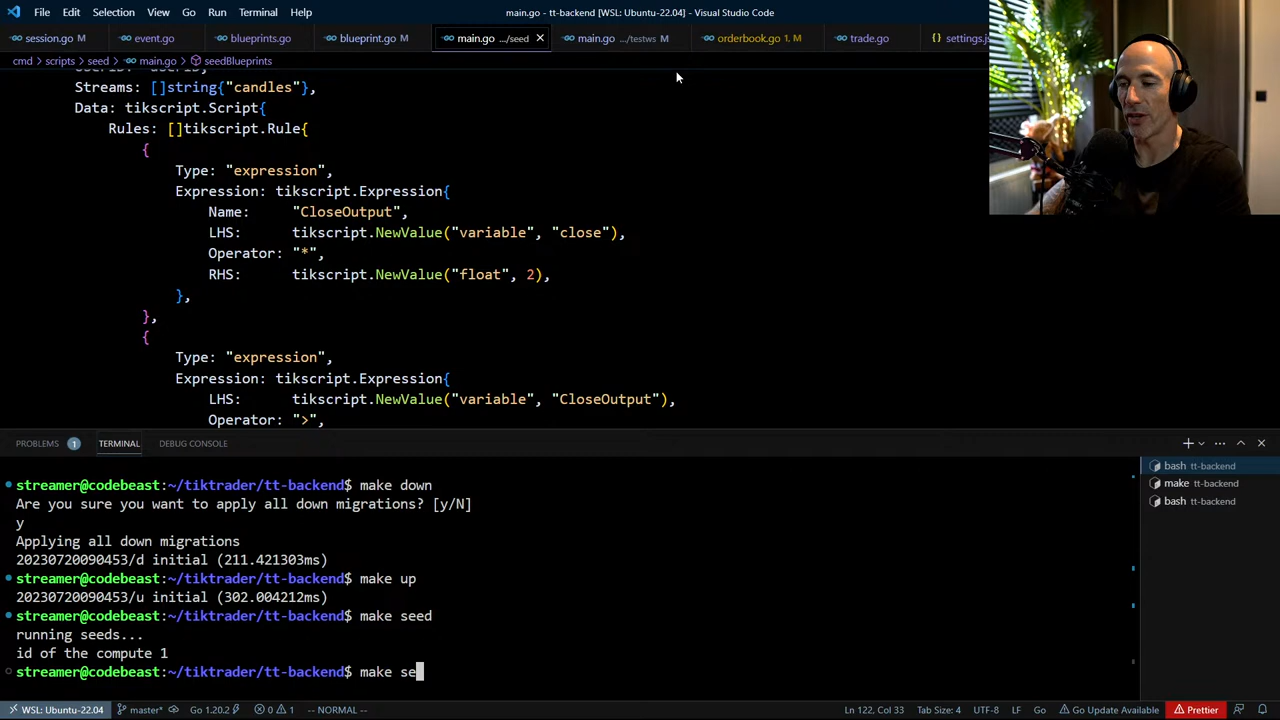 File Edit Selection View Go Run Terminal Help
main.go - tt-backend [WSL: Ubuntu-22.04] - Visual Studio Code
session.go M event.go blueprints.go blueprint.go M main.go .../seed main.go .../testws M orderbook.go 1, M trade.go settings.js
cmd scripts seed main.go seedBlueprints
Streams: []string{"candles"},
Data: tikscript.Script{
Rules: []tikscript.Rule{
{
Type: "expression",
Expression: tikscript.Expression{
Name: "CloseOutput",
LHS: tikscript.NewValue("variable", "close"),
Operator: "*",
RHS: tikscript.NewValue("float", 2),
},
},
{
Type: "expression",
Expression: tikscript.Expression{
LHS: tikscript.NewValue("variable", "CloseOutput"),
Operator: ">",
PROBLEMS 1 TERMINAL DEBUG CONSOLE
streamer@codebeast:~/tiktrader/tt-backend$ make down
Are you sure you want to apply all down migrations? [y/N]
y
Applying all down migrations
20230720090453/d initial (211.421303ms)
streamer@codebeast:~/tiktrader/tt-backend$ make up
20230720090453/u initial (302.004212ms)
streamer@codebeast:~/tiktrader/tt-backend$ make seed
running seeds...
id of the compute 1
streamer@codebeast:~/tiktrader/tt-backend$ make se
bash tt-backend
make tt-backend
bash tt-backend
WSL: Ubuntu-22.04 master* Go 1.20.2 0 1 -- NORMAL -- Ln 122, Col 33 Tab Size: 4 UTF-8 LF Go Go Update Available Prettier